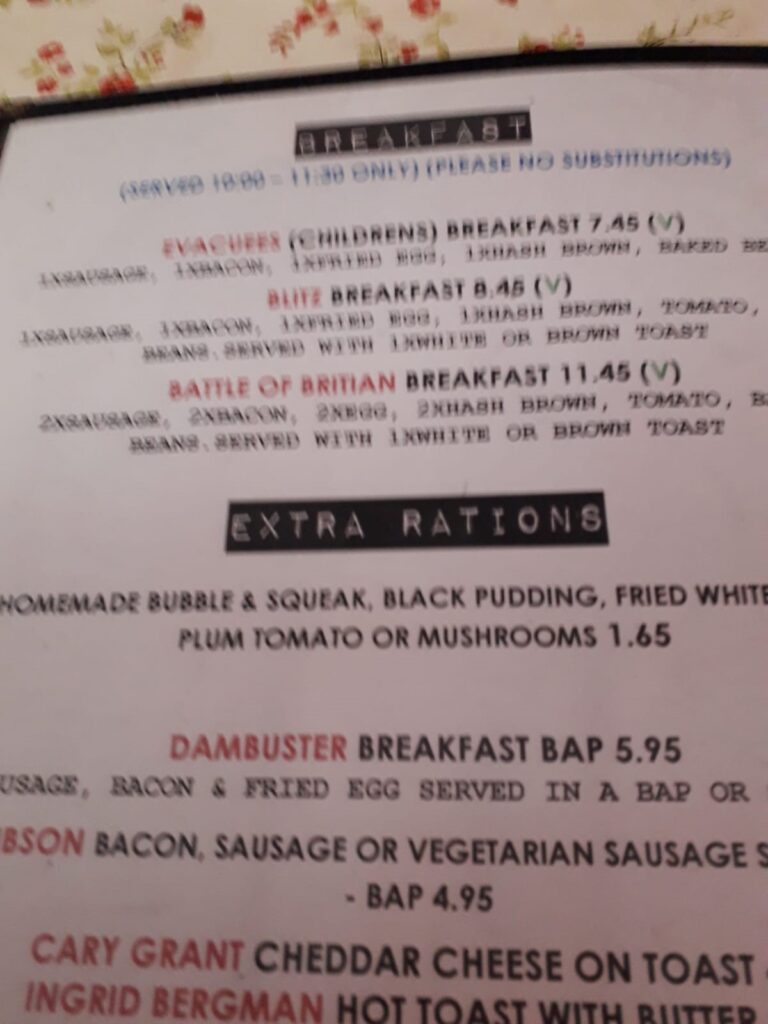 BREAKFAST
(SERVED 10:00 - 11:30 ONLY) (PLEASE NO SUBSTITUTIONS)
EVACUEES (CHILDRENS) BREAKFAST 7.45 (V)
1XSAUSAGE, 1XBACON, 1XFRIED EGG, 1XHASH BROWN, BAKED BE
BLITZ BREAKFAST 8.45 (V)
1XSAUSAGE, 1XBACON, 1XFRIED EGG, 1XHASH BROWN, TOMATO,
BEANS.SERVED WITH 1XWHITE OR BROWN TOAST
BATTLE OF BRITIAN BREAKFAST 11.45 (V)
2XSAUSAGE, 2XBACON, 2XEGG, 2XHASH BROWN, TOMATO, B
BEANS.SERVED WITH 1XWHITE OR BROWN TOAST
EXTRA RATIONS
HOMEMADE BUBBLE & SQUEAK, BLACK PUDDING, FRIED WHITE
PLUM TOMATO OR MUSHROOMS 1.65
DAMBUSTER BREAKFAST BAP 5.95
USAGE, BACON & FRIED EGG SERVED IN A BAP OR
BSON BACON, SAUSAGE OR VEGETARIAN SAUSAGE S
- BAP 4.95
CARY GRANT CHEDDAR CHEESE ON TOAST
INGRID BERGMAN HOT TOAST WITH BUTTER